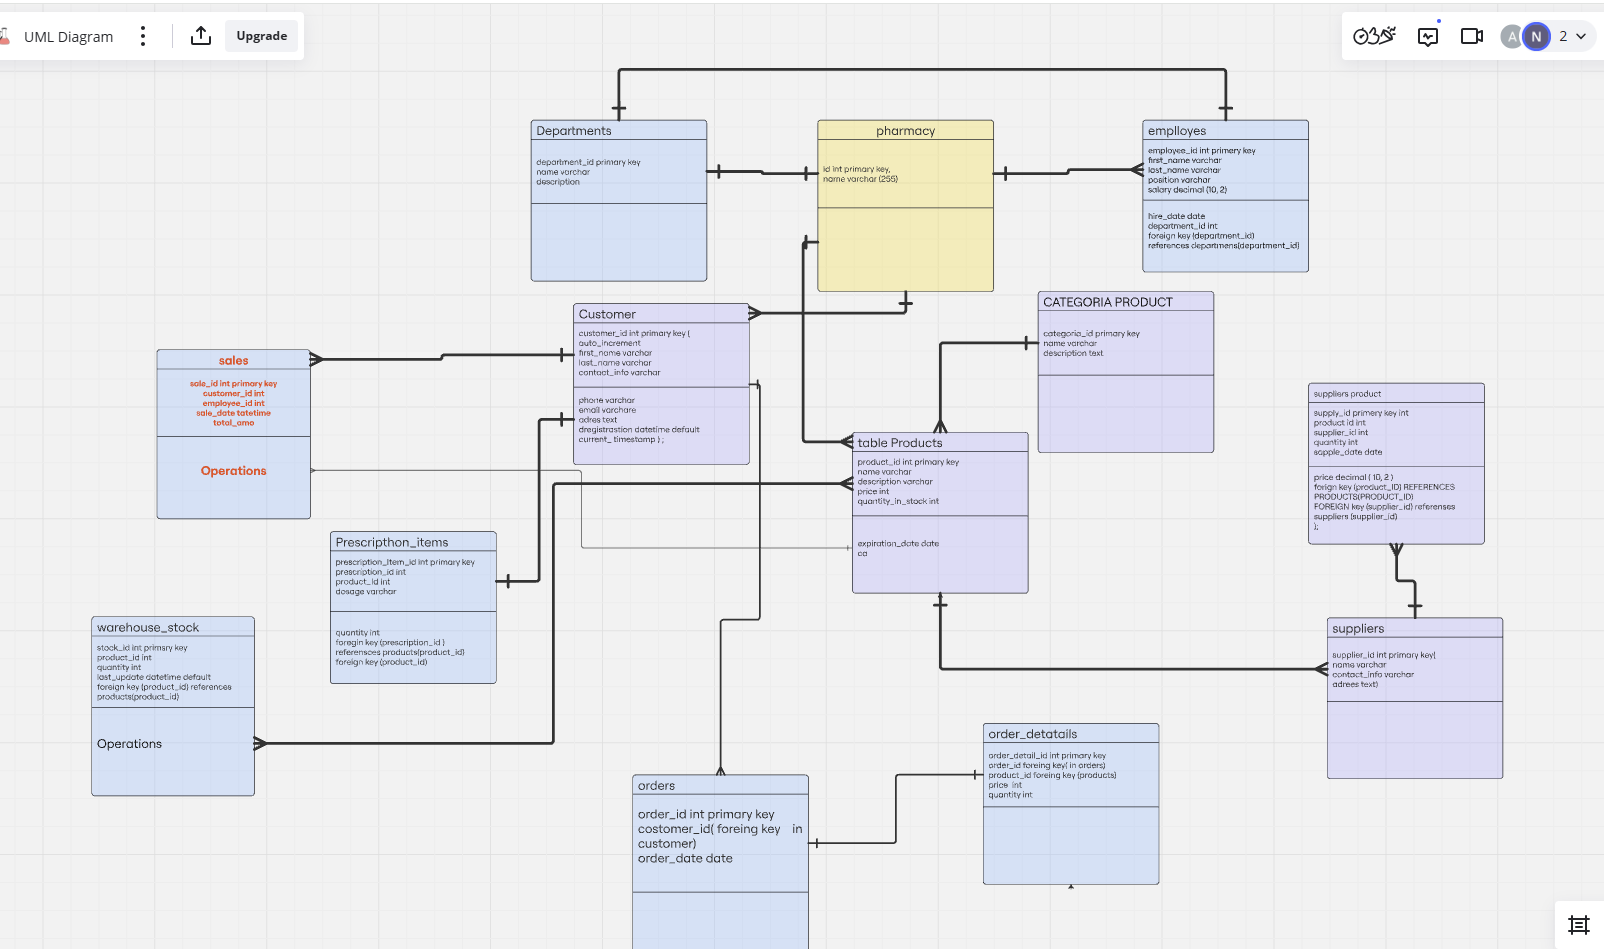 UML Diagram
Upgrade
A
N
2
Departments
department_id primary key
name varchar
description
pharmacy
id int primary key,
name varchar (255)
emplloyes
employee_id int primery key
first_name varchar
last_name varchar
position varchar
salary decimal (10, 2)
hire_date date
department_id int
foreign key (department_id)
references departmens(department_id)
Customer
customer_id int primary key (
auto_increment
first_name varchar
last_name varchar
contact_info varchar
phone varchar
email varchare
adres text
dregistrastion datetime default
current_ timestamp ) ;
CATEGORIA PRODUCT
categoria_id primary key
name varchar
description text
sales
sale_id int primary key
customer_id int
employee_id int
sale_date tatetime
total_amo
Operations
suppliers product
supply_id primery key int
product id int
supplier_id int
quantity int
sapple_date date
price decimal ( 10, 2 )
forign key (product_ID) REFERENCES
PRODUCTS(PRODUCT_ID)
FOREIGN key (supplier_id) referenses
suppliers (supplier_id)
);
table Products
product_id int primary key
name varchar
description varchar
price int
quantity_in_stock int
expiration_date date
ca
Prescripthon_items
prescription_item_id int primary key
prescription_id int
product_id int
dosage varchar
quantity int
foregin key (prescription_id )
referensces products(product_id)
foreign key (product_id)
warehouse_stock
stock_id int primary key
product_id int
quantity int
last_update datetime default
foreign key (product_id) references
products(product_id)
Operations
suppliers
supplier_id int primary key(
name varchar
contact_info varchar
adrees text)
order_detatails
order_detail_id int primary key
order_id foreing key( in orders)
product_id foreing key (products)
price int
quantity int
orders
order_id int primary key
costomer_id( foreing key in
customer)
order_date date